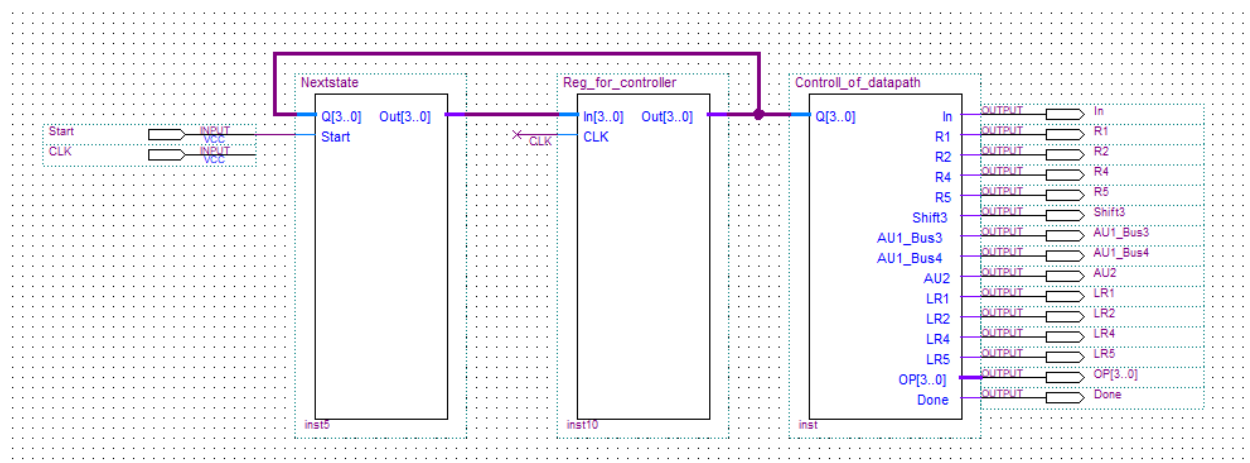 Nextstate
Q[3..0] Out[3..0]
Start
inst5
Start INPUT
VCC
CLK INPUT
VCC
Reg_for_controller
In[3..0] Out[3..0]
CLK
CLK
inst10
Controll_of_datapath
Q[3..0]
In OUTPUT In
R1 OUTPUT R1
R2 OUTPUT R2
R4 OUTPUT R4
R5 OUTPUT R5
Shift3 OUTPUT Shift3
AU1_Bus3 OUTPUT AU1_Bus3
AU1_Bus4 OUTPUT AU1_Bus4
AU2 OUTPUT AU2
LR1 OUTPUT LR1
LR2 OUTPUT LR2
LR4 OUTPUT LR4
LR5 OUTPUT LR5
OP[3..0] OUTPUT OP[3..0]
Done OUTPUT Done
inst